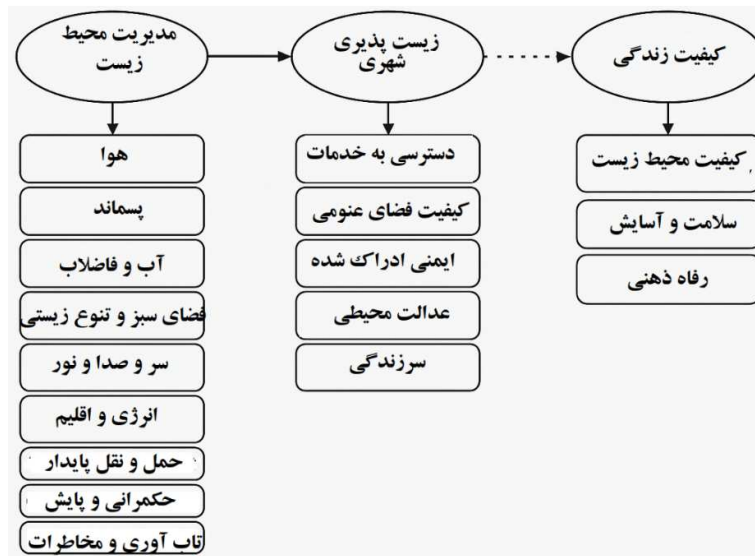 مدیریت محیط
زیست
هوا
پسماند
آب و فاضلاب
فضای سبز و تنوع زیستی
سر و صدا و نور
انرژی و اقلیم
حمل و نقل پایدار
حکمرانی و پایش
تاب آوری و مخاطرات
زیست پذیری
شهری
دسترسی به خدمات
کیفیت فضای عنومی
ایمنی ادراک شده
عدالت محیطی
سرزندگی
کیفیت زندگی
کیفیت محیط زیست
سلامت و آسایش
رفاه ذهنی